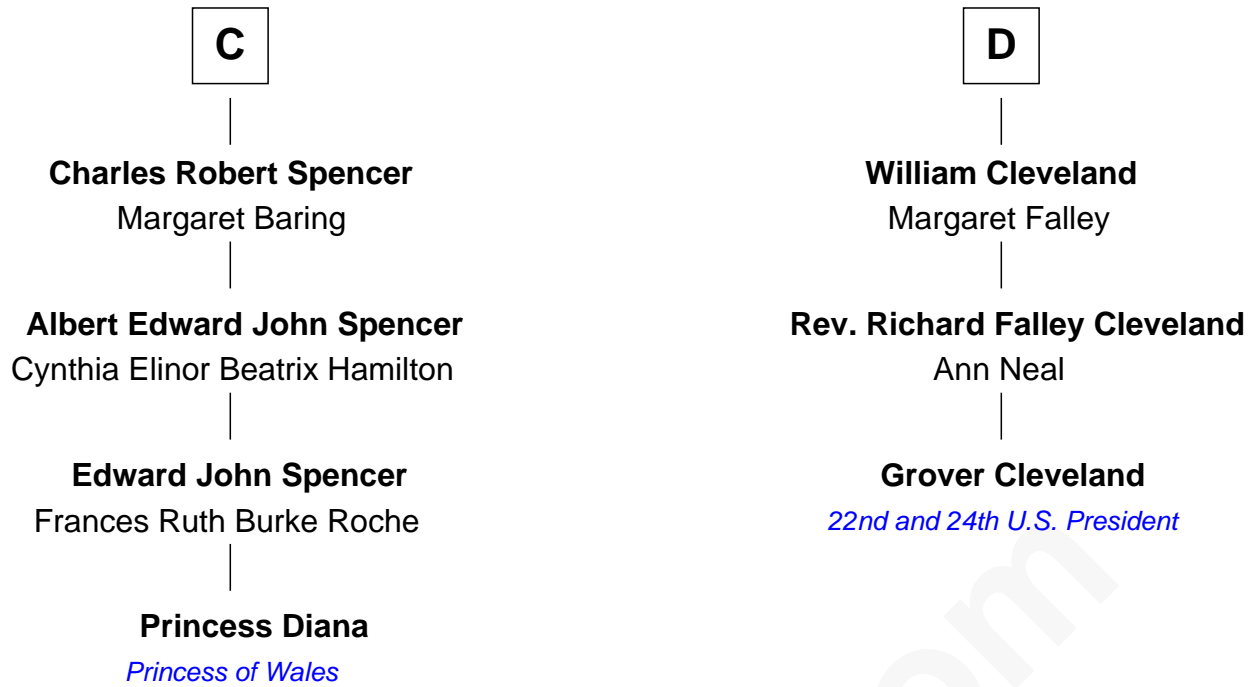 C
Charles Robert Spencer
Margaret Baring
Albert Edward John Spencer
Cynthia Elinor Beatrix Hamilton
Edward John Spencer
Frances Ruth Burke Roche
Princess Diana
Princess of Wales
D
William Cleveland
Margaret Falley
Rev. Richard Falley Cleveland
Ann Neal
Grover Cleveland
22nd and 24th U.S. President
om